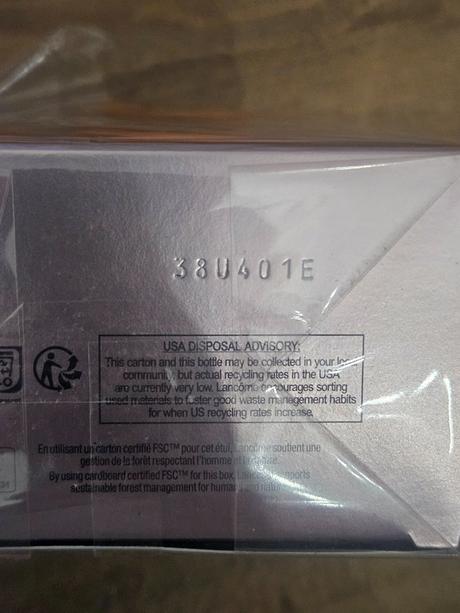 38U401E
USA DISPOSAL ADVISORY:
This carton and this bottle may be collected in your local
community, but actual recycling rates in the USA
are currently very low. Lancôme encourages sorting
used materials to foster good waste management habits
for when US recycling rates increase.
En utilisant un carton certifié FSC™ pour cet étui, Lancôme soutient une
gestion de la forêt respectant l'homme et
By using cardboard certified FSC™ for this box, Lancôme supports
sustainable forest management for humans and nature